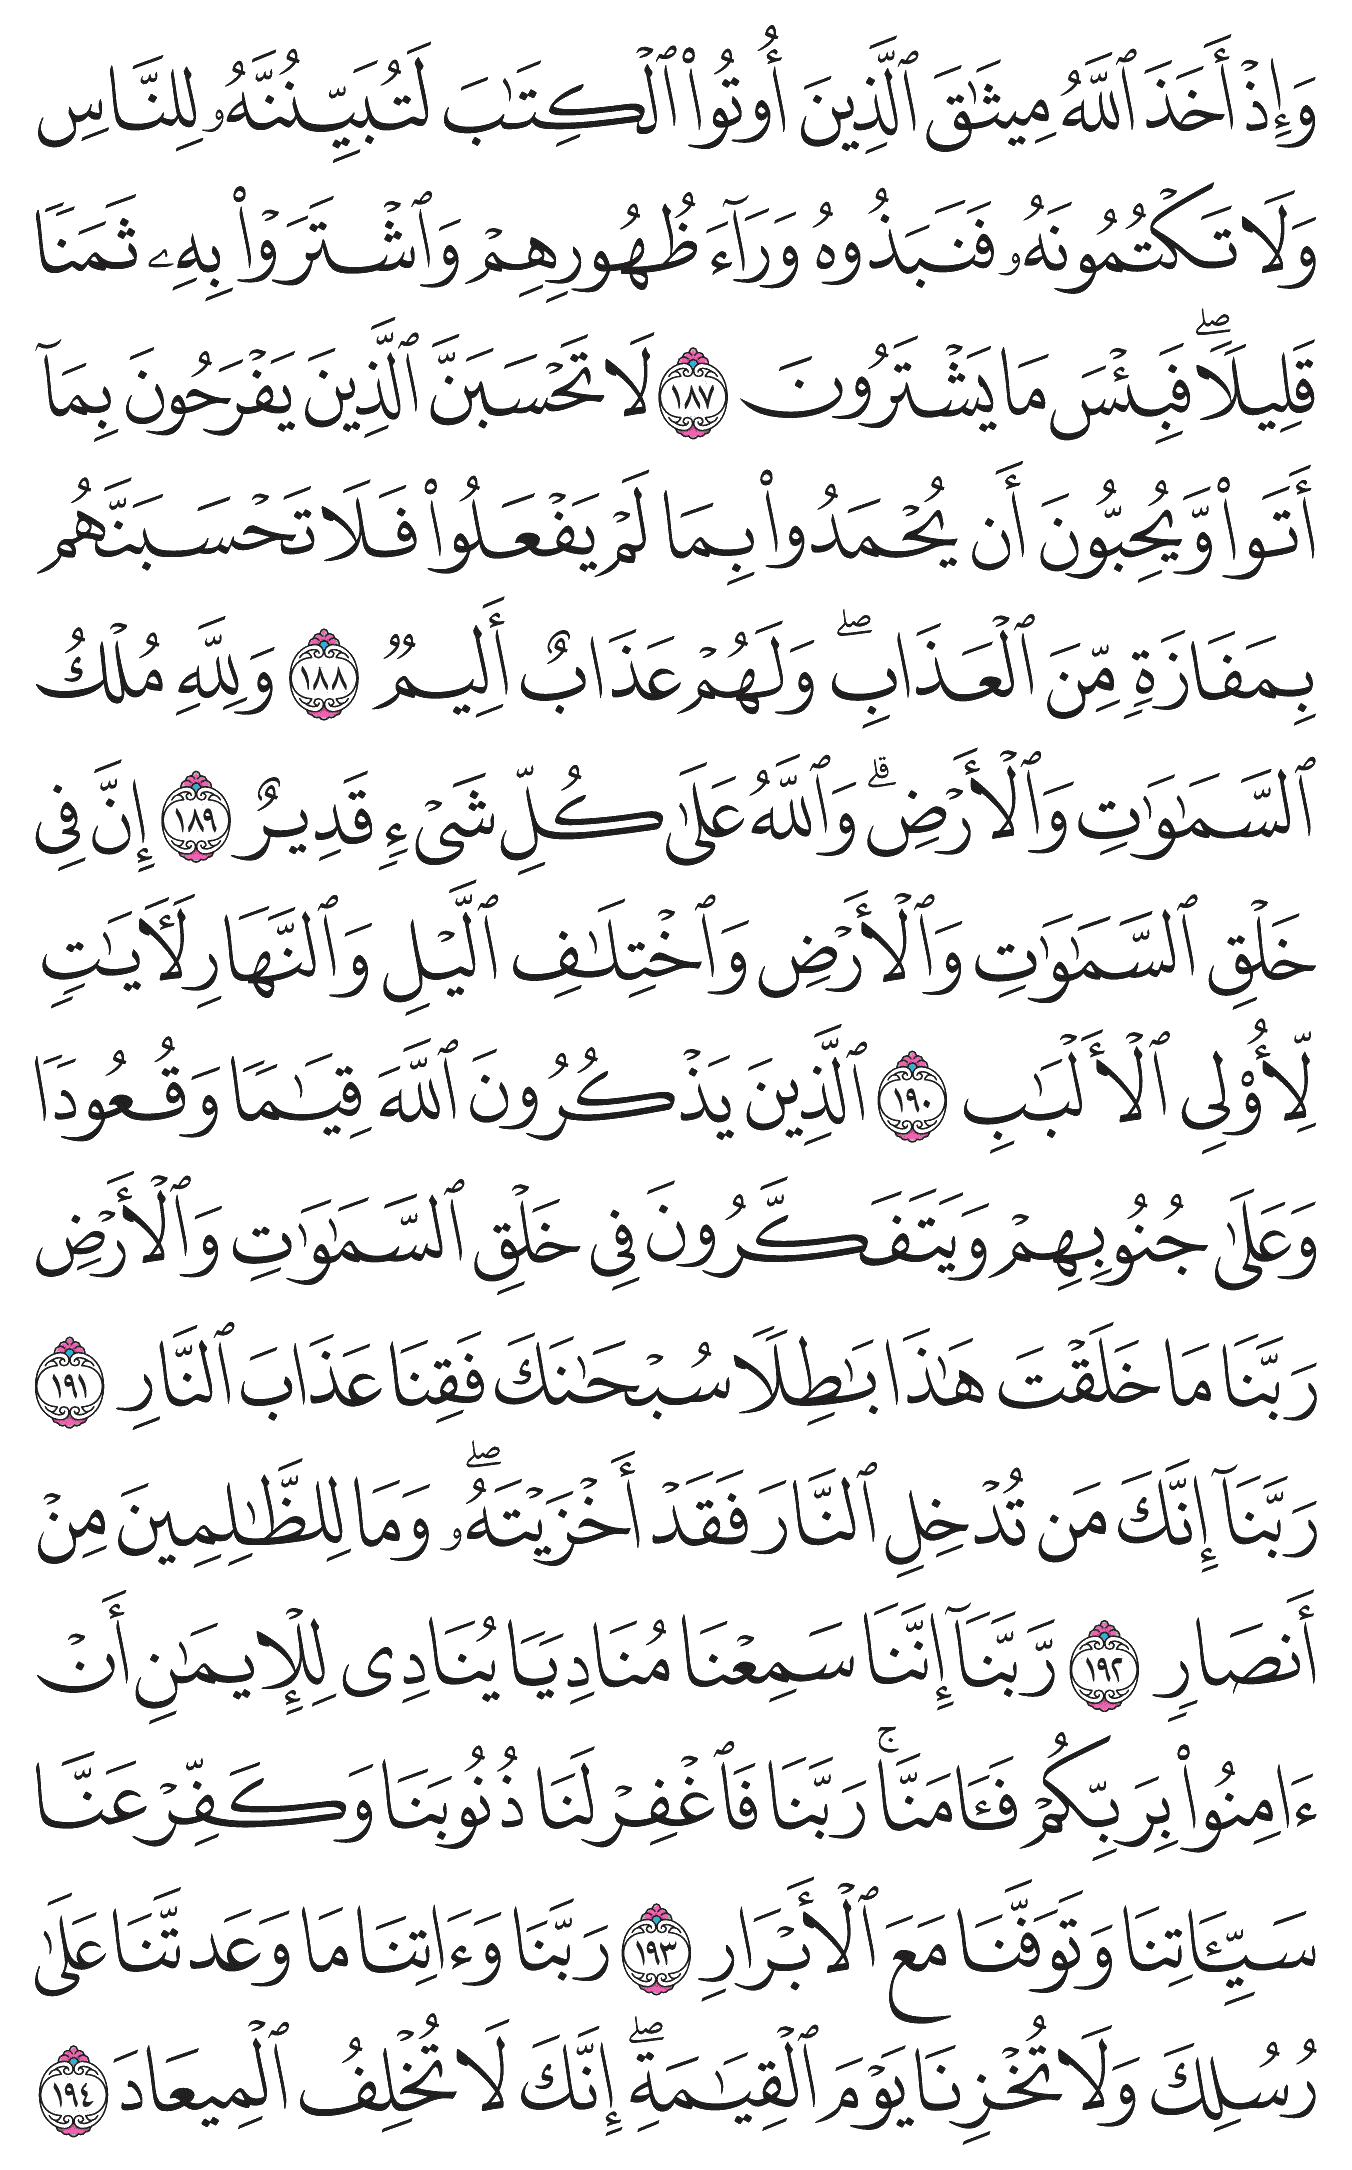 وَإِذۡ أَخَذَ ٱللَّهُ مِيثَٰقَ ٱلَّذِينَ أُوتُواْ ٱلۡكِتَٰبَ لَتُبَيِّنُنَّهُۥ لِلنَّاسِ
وَلَا تَكۡتُمُونَهُۥ فَنَبَذُوهُ وَرَآءَ ظُهُورِهِمۡ وَٱشۡتَرَوۡاْ بِهِۦ ثَمَنٗا
قَلِيلٗاۖ فَبِئۡسَ مَا يَشۡتَرُونَ ١٨٧ لَا تَحۡسَبَنَّ ٱلَّذِينَ يَفۡرَحُونَ بِمَآ
أَتَواْ وَّيُحِبُّونَ أَن يُحۡمَدُواْ بِمَا لَمۡ يَفۡعَلُواْ فَلَا تَحۡسَبَنَّهُم
بِمَفَازَةٖ مِّنَ ٱلۡعَذَابِۖ وَلَهُمۡ عَذَابٌ أَلِيمٞ ١٨٨ وَلِلَّهِ مُلۡكُ
ٱلسَّمَٰوَٰتِ وَٱلۡأَرۡضِۗ وَٱللَّهُ عَلَىٰ كُلِّ شَيۡءٖ قَدِيرٌ ١٨٩ إِنَّ فِي
خَلۡقِ ٱلسَّمَٰوَٰتِ وَٱلۡأَرۡضِ وَٱخۡتِلَٰفِ ٱلَّيۡلِ وَٱلنَّهَارِ لَأٓيَٰتٖ
لِّأُوْلِي ٱلۡأَلۡبَٰبِ ١٩٠ ٱلَّذِينَ يَذۡكُرُونَ ٱللَّهَ قِيَٰمٗا وَقُعُودٗا
وَعَلَىٰ جُنُوبِهِمۡ وَيَتَفَكَّرُونَ فِي خَلۡقِ ٱلسَّمَٰوَٰتِ وَٱلۡأَرۡضِ
رَبَّنَا مَا خَلَقۡتَ هَٰذَا بَٰطِلٗا سُبۡحَٰنَكَ فَقِنَا عَذَابَ ٱلنَّارِ ١٩١
رَبَّنَآ إِنَّكَ مَن تُدۡخِلِ ٱلنَّارَ فَقَدۡ أَخۡزَيۡتَهُۥۖ وَمَا لِلظَّٰلِمِينَ مِنۡ
أَنصَارٖ ١٩٢ رَّبَّنَآ إِنَّنَا سَمِعۡنَا مُنَادِيٗا يُنَادِي لِلۡإِيمَٰنِ أَنۡ
ءَامِنُواْ بِرَبِّكُمۡ فَـَٔامَنَّاۚ رَبَّنَا فَٱغۡفِرۡ لَنَا ذُنُوبَنَا وَكَفِّرۡ عَنَّا
سَيِّـَٔاتِنَا وَتَوَفَّنَا مَعَ ٱلۡأَبۡرَارِ ١٩٣ رَبَّنَا وَءَاتِنَا مَا وَعَدتَّنَا عَلَىٰ
رُسُلِكَ وَلَا تُخۡزِنَا يَوۡمَ ٱلۡقِيَٰمَةِۖ إِنَّكَ لَا تُخۡلِفُ ٱلۡمِيعَادَ ١٩٤